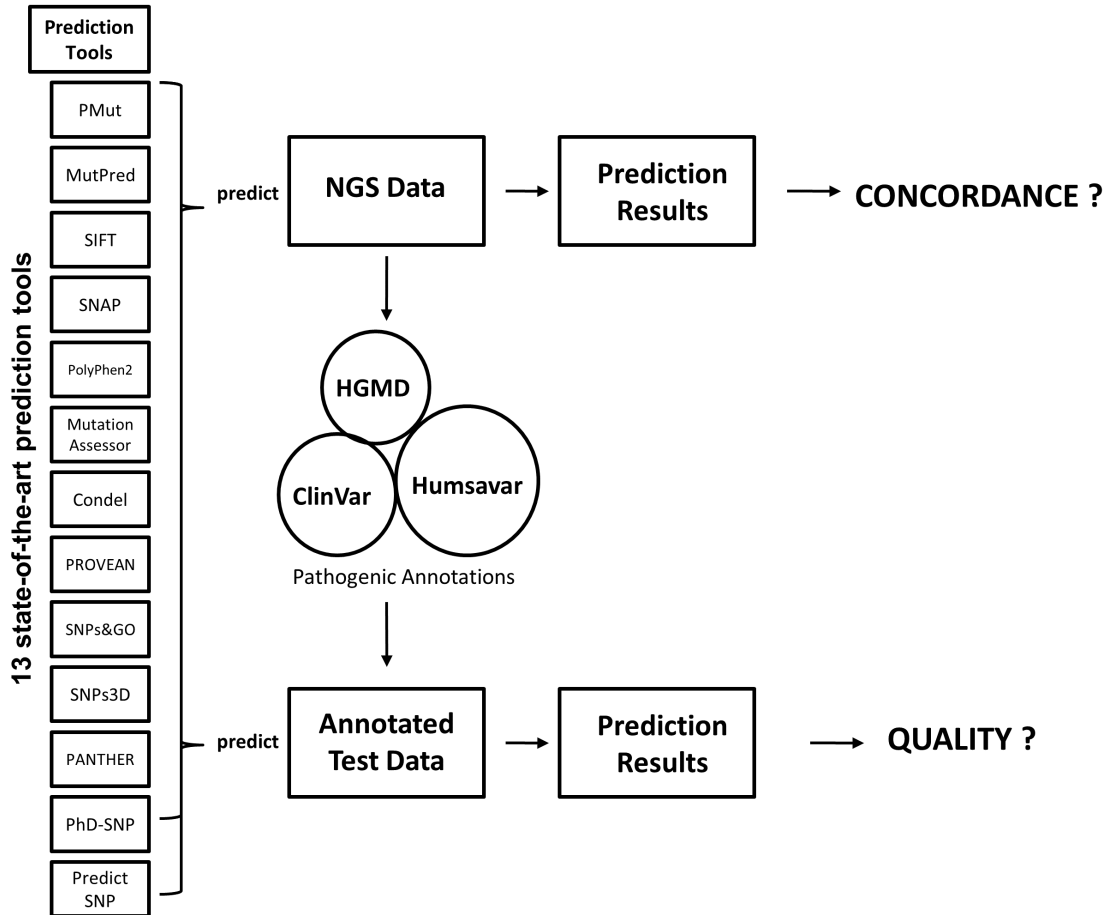 Prediction
Tools
PMut
MutPred
SIFT
SNAP
PolyPhen2
Mutation
Assessor
Condel
PROVEAN
SNPs&GO
SNPs3D
PANTHER
PhD-SNP
Predict
SNP
13 state-of-the-art prediction tools
predict
NGS Data
Prediction
Results
CONCORDANCE ?
HGMD
ClinVar
Humsavar
Pathogenic Annotations
predict
Annotated
Test Data
Prediction
Results
QUALITY ?